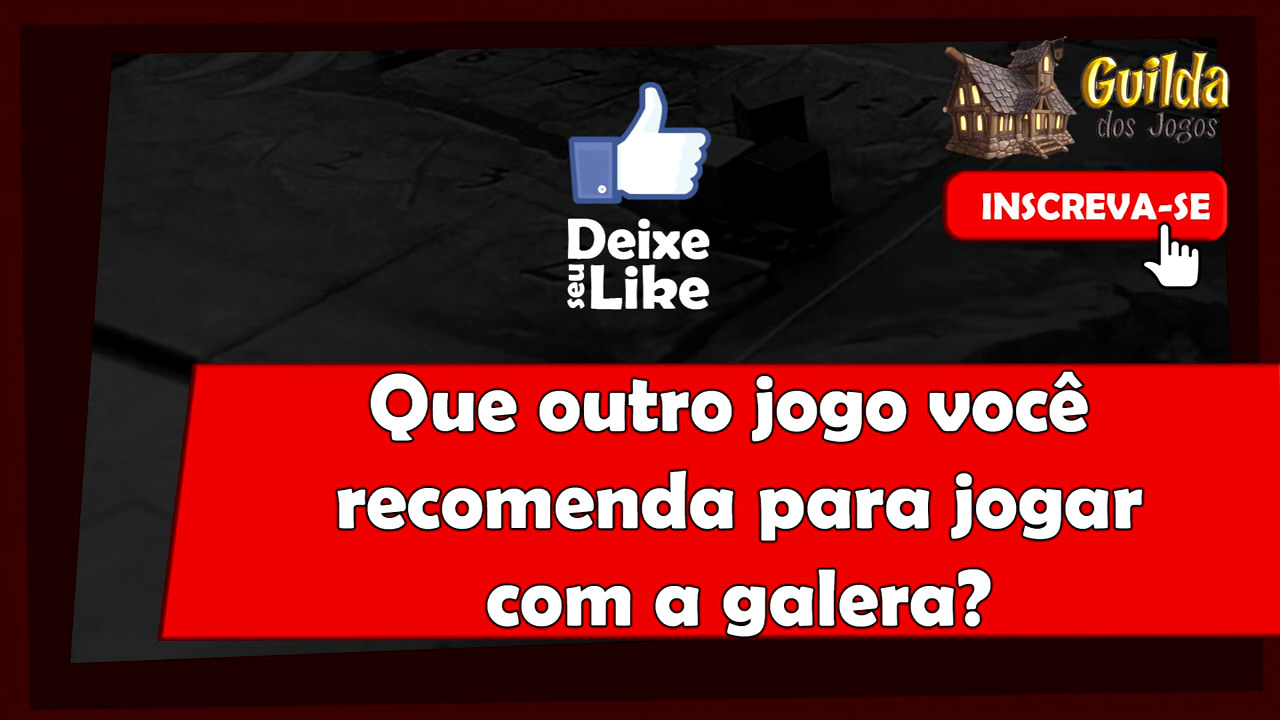 Guilda
dos Jogos
INSCREVA-SE
Deixe
seu Like
Que outro jogo você
recomenda para jogar
com a galera?